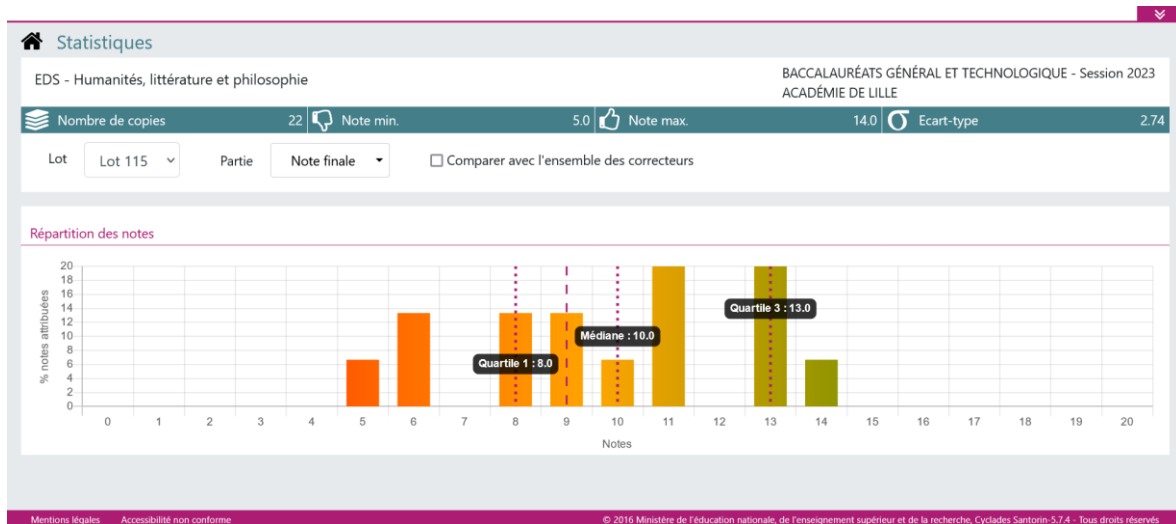 Statistiques
EDS - Humanités, littérature et philosophie
BACCALAURÉATS GÉNÉRAL ET TECHNOLOGIQUE - Session 2023
ACADÉMIE DE LILLE
Nombre de copies 22 Note min. 5.0 Note max. 14.0 Ecart-type 2.74
Lot Lot 115 Partie Note finale Comparer avec l'ensemble des correcteurs
Répartition des notes
% notes attribuées
20
18
16
14
12
10
8
6
4
2
0
Quartile 3 : 13.0
Médiane : 10.0
Quartile 1 : 8.0
0 1 2 3 4 5 6 7 8 9 10 11 12 13 14 15 16 17 18 19 20
Notes
Mentions légales Accessibilité non conforme © 2016 Ministère de l'éducation nationale, de l'enseignement supérieur et de la recherche, Cyclades Santorin-5.7.4 - Tous droits réservés